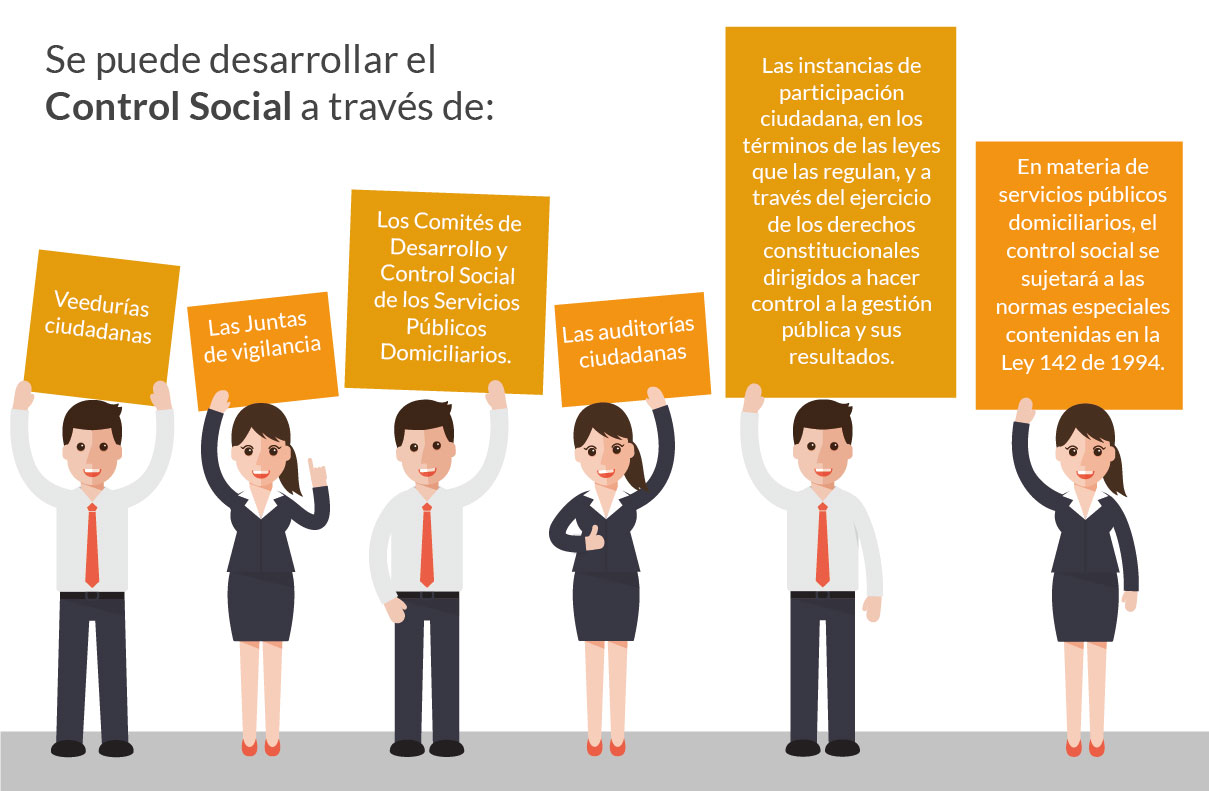 Se puede desarrollar el
Control Social a través de:
Veedurías
ciudadanas
Las Juntas
de vigilancia
Los Comités de
Desarrollo y
Control Social
de los Servicios
Públicos
Domiciliarios.
Las auditorías
ciudadanas
Las instancias de
participación
ciudadana, en los
términos de las leyes
que las regulan, y a
través del ejercicio
de los derechos
constitucionales
dirigidos a hacer
control a la gestión
pública y sus
resultados.
En materia de
servicios públicos
domiciliarios, el
control social se
sujetará a las
normas especiales
contenidas en la
Ley 142 de 1994.